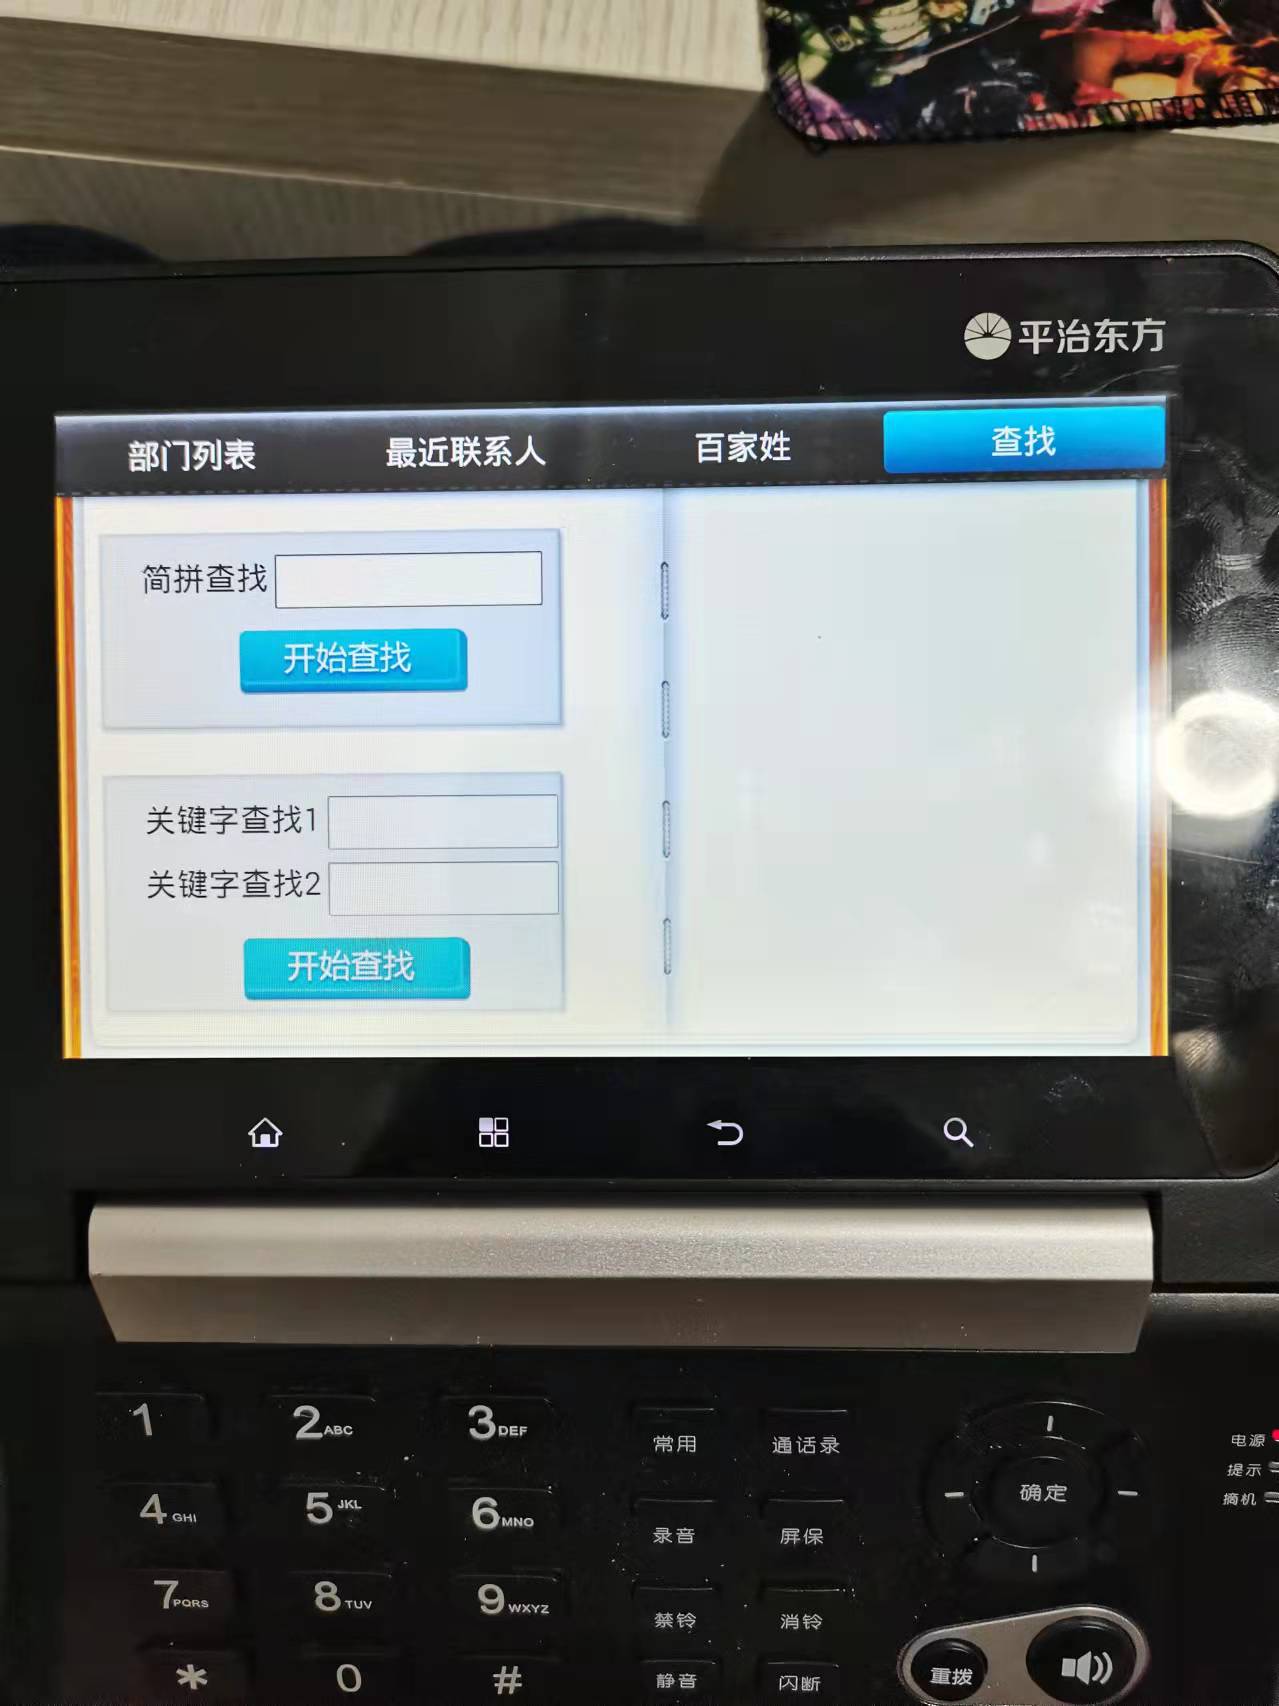 平治东方
部门列表 最近联系人 百家姓 查找
简拼查找
开始查找
关键字查找1
关键字查找2
开始查找
1 2ABC 3DEF 常用 通话录 电源
提示
4GHI 5JKL 6MNO 录音 屏保 确定 摘机
7PQRS 8TUV 9WXYZ 禁铃 消铃
* 0 # 静音 闪断 重拨